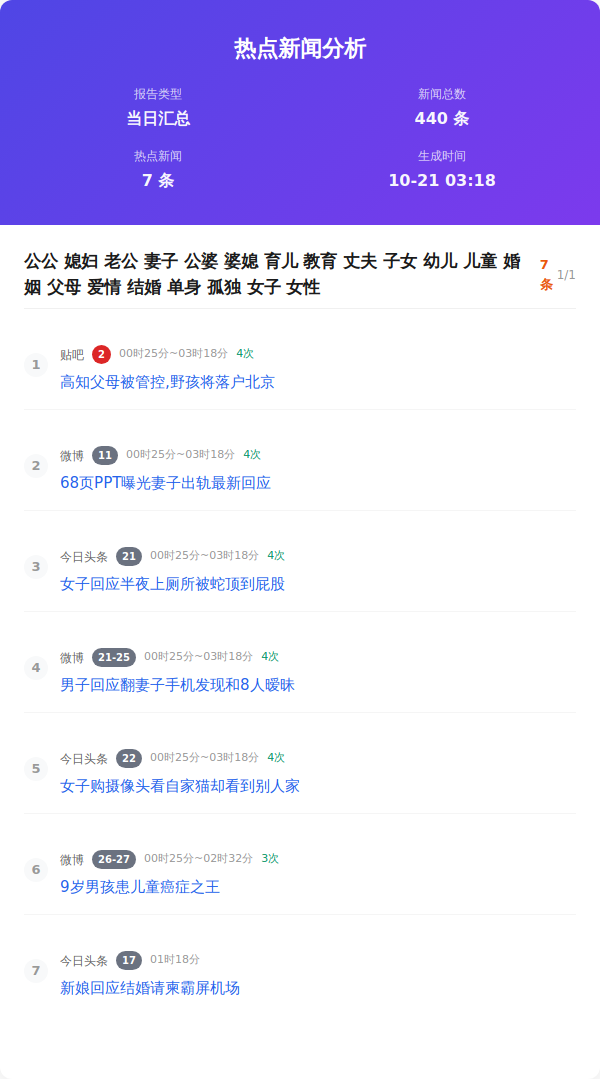 热点新闻分析
报告类型
当日汇总
新闻总数
440 条
热点新闻
7 条
生成时间
10-21 03:18
公公 媳妇 老公 妻子 公婆 婆媳 育儿 教育 丈夫 子女 幼儿 儿童 婚
姻 父母 爱情 结婚 单身 孤独 女子 女性
7
条
1/1
1
贴吧 2 00时25分~03时18分 4次
高知父母被管控,野孩将落户北京
2
微博 11 00时25分~03时18分 4次
68页PPT曝光妻子出轨最新回应
3
今日头条 21 00时25分~03时18分 4次
女子回应半夜上厕所被蛇顶到屁股
4
微博 21-25 00时25分~03时18分 4次
男子回应翻妻子手机发现和8人暧昧
5
今日头条 22 00时25分~03时18分 4次
女子购摄像头看自家猫却看到别人家
6
微博 26-27 00时25分~02时32分 3次
9岁男孩患儿童癌症之王
7
今日头条 17 01时18分
新娘回应结婚请柬霸屏机场